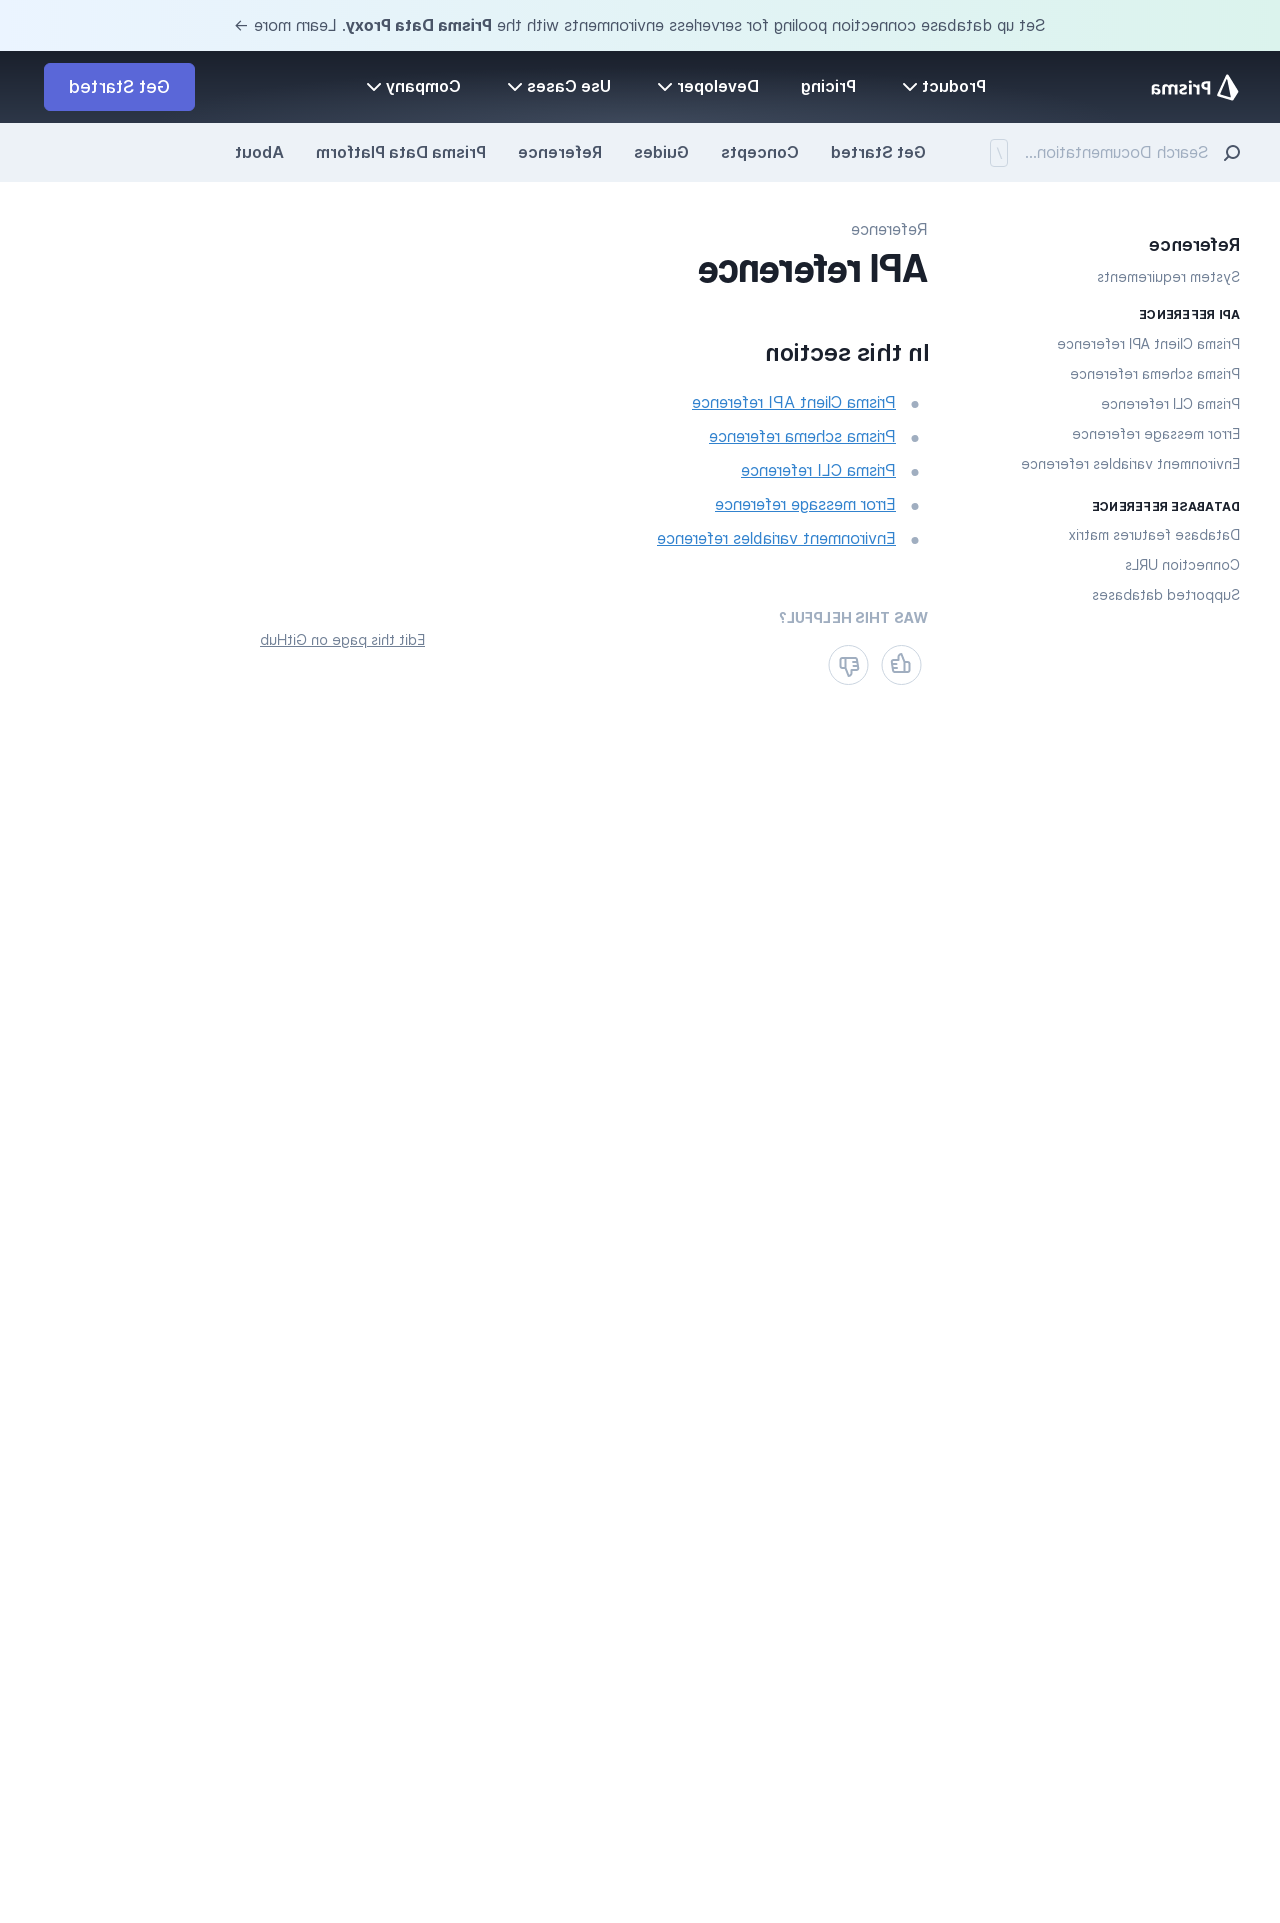 Set up database connection pooling for serverless environments with the Prisma Data Proxy. Learn more →
Prisma
Product
Pricing
Developer
Use Cases
Company
Get Started
Search Documentation...
/
Get Started
Concepts
Guides
Reference
Prisma Data Platform
About
Reference
System requirements
API REFERENCE
Prisma Client API reference
Prisma schema reference
Prisma CLI reference
Error message reference
Environment variables reference
DATABASE REFERENCE
Database features matrix
Connection URLs
Supported databases
Reference
API reference
In this section
Prisma Client API reference
Prisma schema reference
Prisma CLI reference
Error message reference
Environment variables reference
WAS THIS HELPFUL?
Edit this page on GitHub